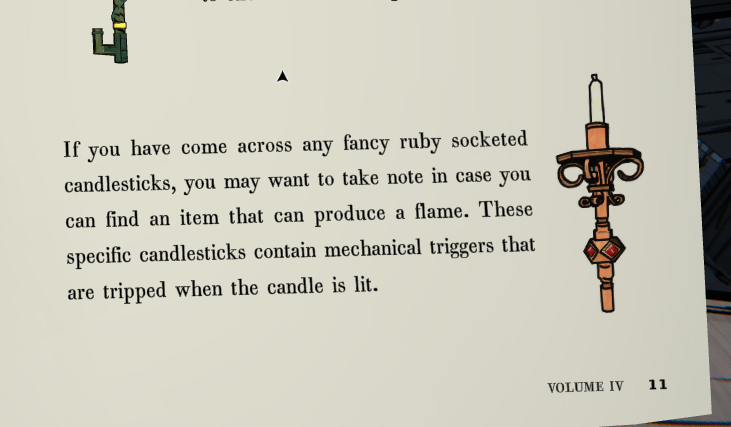 If you have come across any fancy ruby socketed
candlesticks, you may want to take note in case you
can find an item that can produce a flame. These
specific candlesticks contain mechanical triggers that
are tripped when the candle is lit.
VOLUME IV 11